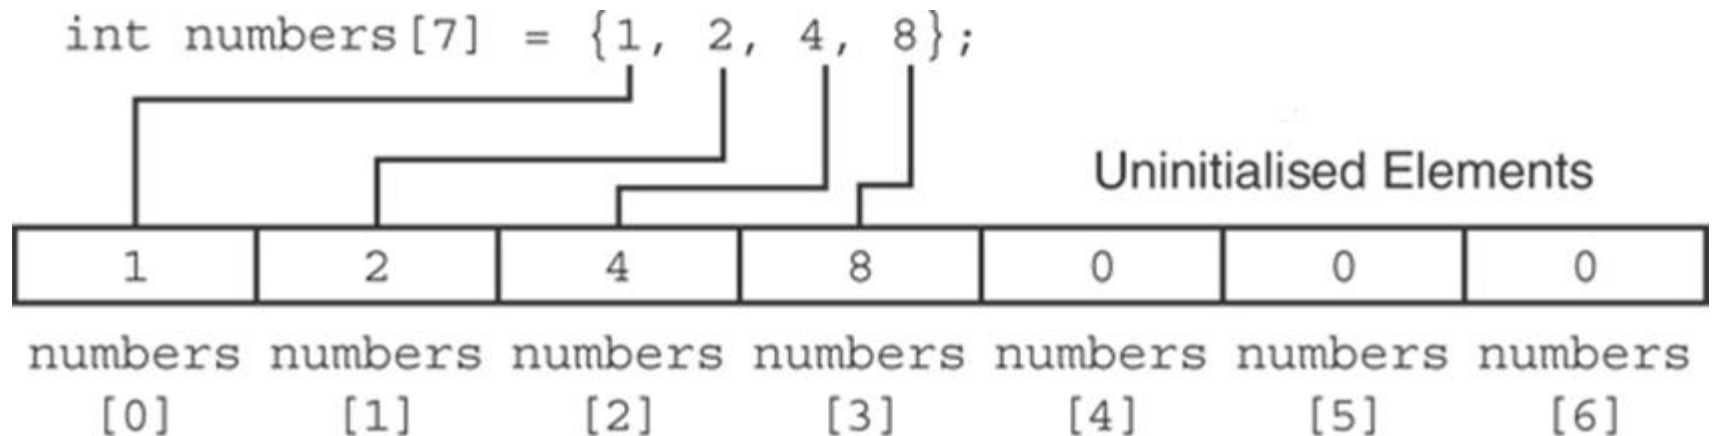 int numbers[7] = {1, 2, 4, 8};
Uninitialised Elements
1 2 4 8 0 0 0
numbers numbers numbers numbers numbers numbers numbers
[0] [1] [2] [3] [4] [5] [6]